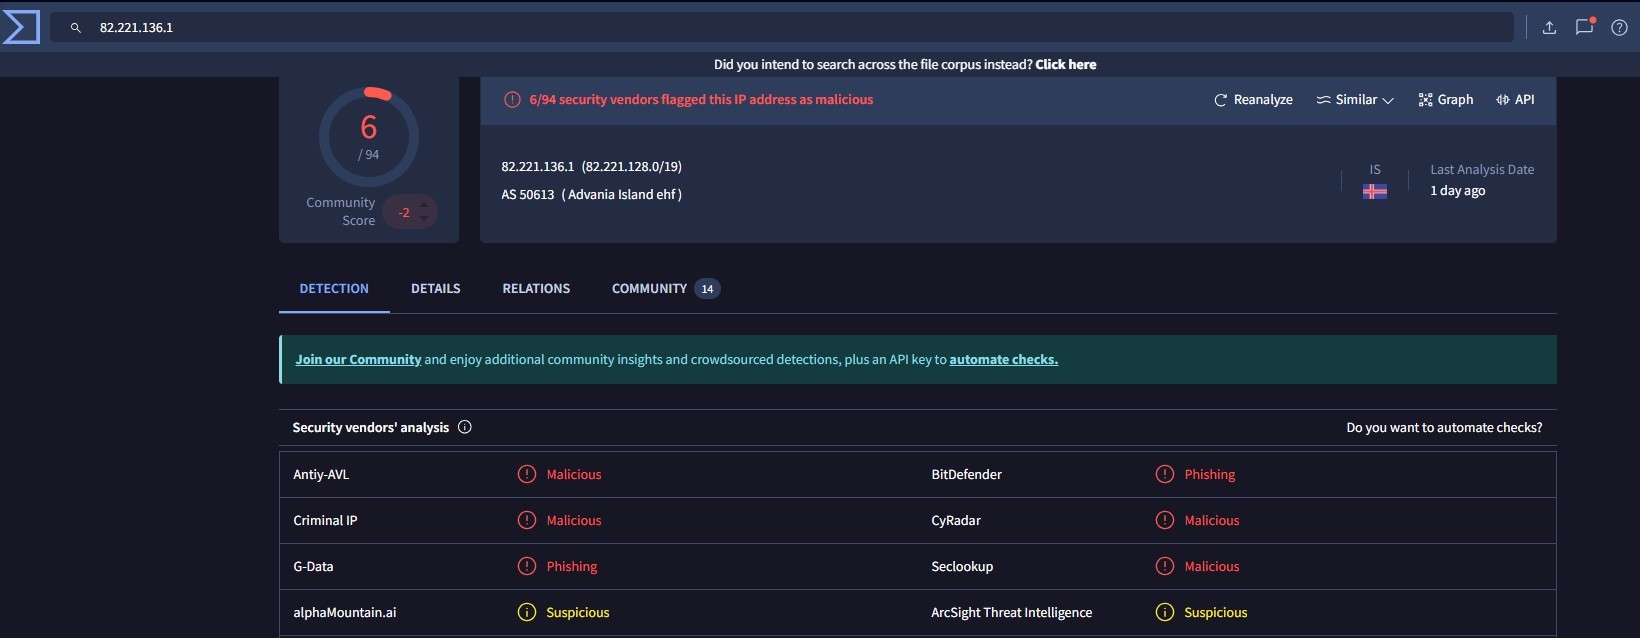 82.221.136.1
Did you intend to search across the file corpus instead? Click here
6
/ 94
Community Score
-2
6/94 security vendors flagged this IP address as malicious
Reanalyze Similar Graph API
82.221.136.1 (82.221.128.0/19)
AS 50613 ( Advania Island ehf )
IS
Last Analysis Date
1 day ago
DETECTION DETAILS RELATIONS COMMUNITY 14
Join our Community and enjoy additional community insights and crowdsourced detections, plus an API key to automate checks.
Security vendors' analysis Do you want to automate checks?
Antiy-AVL Malicious BitDefender Phishing
Criminal IP Malicious CyRadar Malicious
G-Data Phishing Seclookup Malicious
alphaMountain.ai Suspicious ArcSight Threat Intelligence Suspicious